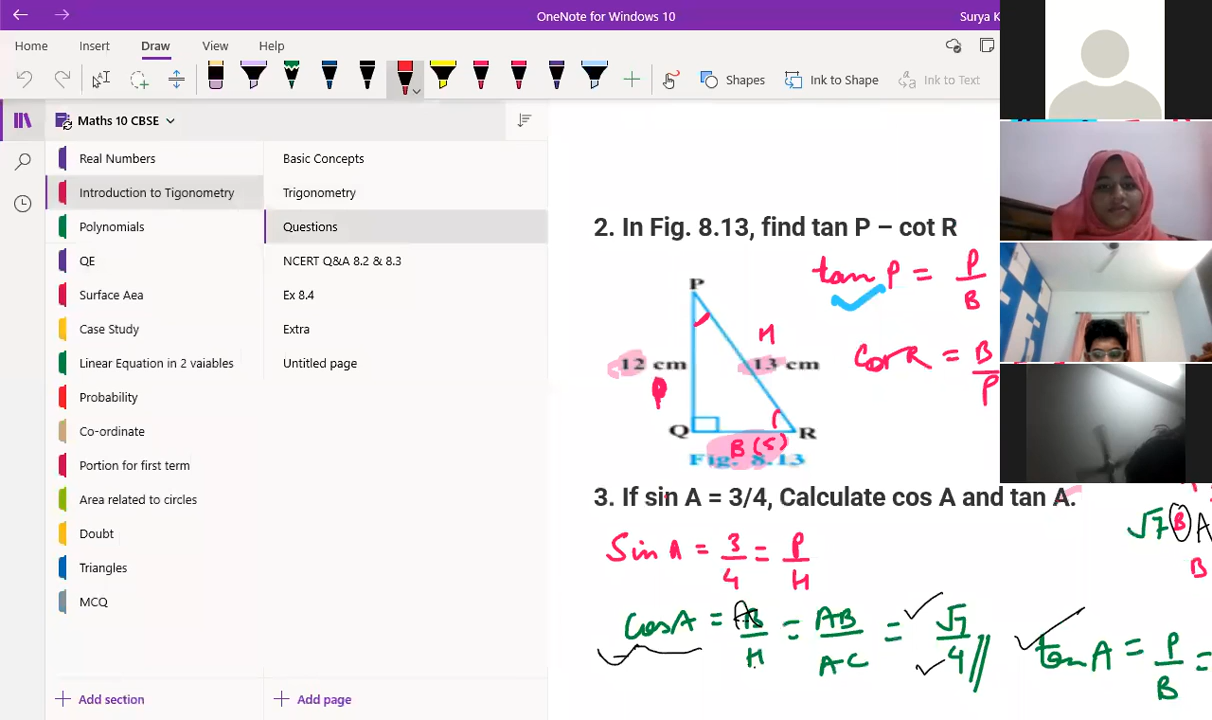 OneNote for Windows 10
Surya K
Home Insert Draw View Help
Shapes Ink to Shape Ink to Text
Maths 10 CBSE
Real Numbers
Introduction to Tigonometry
Polynomials
QE
Surface Aea
Case Study
Linear Equation in 2 vaiables
Probability
Co-ordinate
Portion for first term
Area related to circles
Doubt
Triangles
MCQ
Add section
Basic Concepts
Trigonometry
Questions
NCERT Q&A 8.2 & 8.3
Ex 8.4
Extra
Untitled page
Add page
2. In Fig. 8.13, find tan P – cot R
tan P = P/B
cot R = B/P
P
H
12 cm
13 cm
P
Q
R
B (5)
Fig. 8.13
3. If sin A = 3/4, Calculate cos A and tan A.
√7 B A
B
Sin A = 3/4 = P/H
cos A = B/H = AB/AC = √7/4
tan A = P/B =